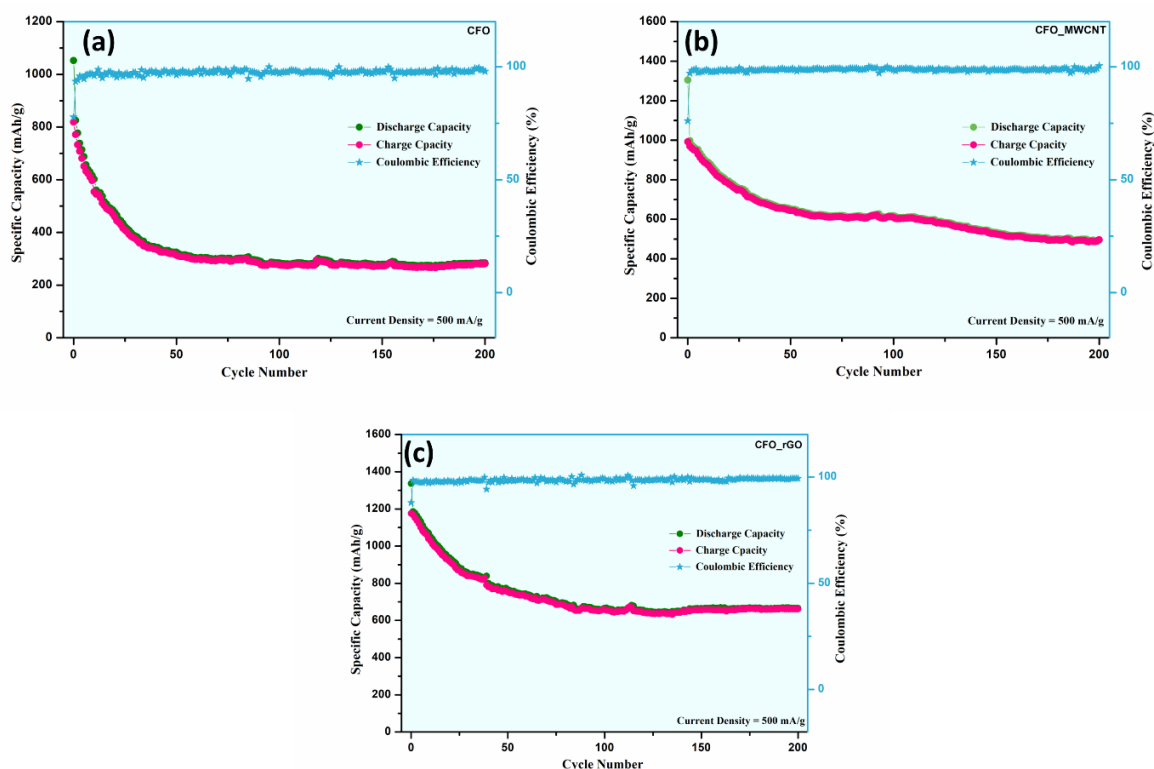 (a)
CFO
1200
1000
800
600
400
200
0
Specific Capacity (mAh/g)
100
50
0
Coulombic Efficiency (%)
Discharge Capacity
Charge Cpacity
Coulombic Efficiency
Current Density = 500 mA/g
0 50 100 150 200
Cycle Number
(b)
CFO_MWCNT
1600
1400
1200
1000
800
600
400
200
0
Specific Capacity (mAh/g)
100
50
0
Coulombic Efficiency (%)
Discharge Capacity
Charge Cpacity
Coulombic Efficiency
Current Density = 500 mA/g
0 50 100 150 200
Cycle Number
(c)
CFO_rGO
1600
1400
1200
1000
800
600
400
200
0
Specific Capacity (mAh/g)
100
50
0
Coulombic Efficiency (%)
Discharge Capacity
Charge Cpacity
Coulombic Efficiency
Current Density = 500 mA/g
0 50 100 150 200
Cycle Number